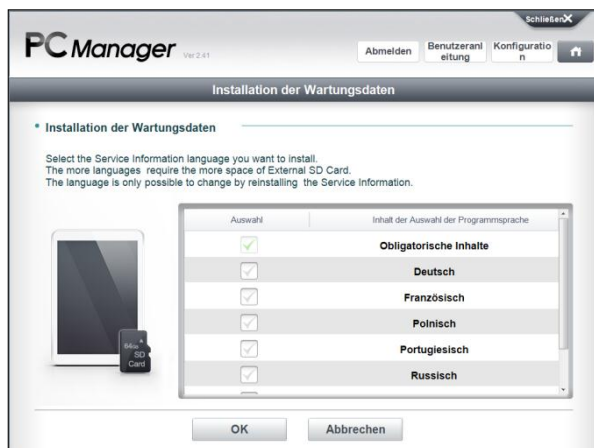 Schließen X
PC Manager Ver 2.41
Abmelden
Benutzeranl
eitung
Konfiguratio
n
Installation der Wartungsdaten
Installation der Wartungsdaten
Select the Service Information language you want to install.
The more languages require the more space of External SD Card.
The language is only possible to change by reinstalling the Service Information.
Auswahl
Inhalt der Auswahl der Programmsprache
Obligatorische Inhalte
Deutsch
Französisch
Polnisch
Portugiesisch
Russisch
64GB
SD
Card
OK
Abbrechen